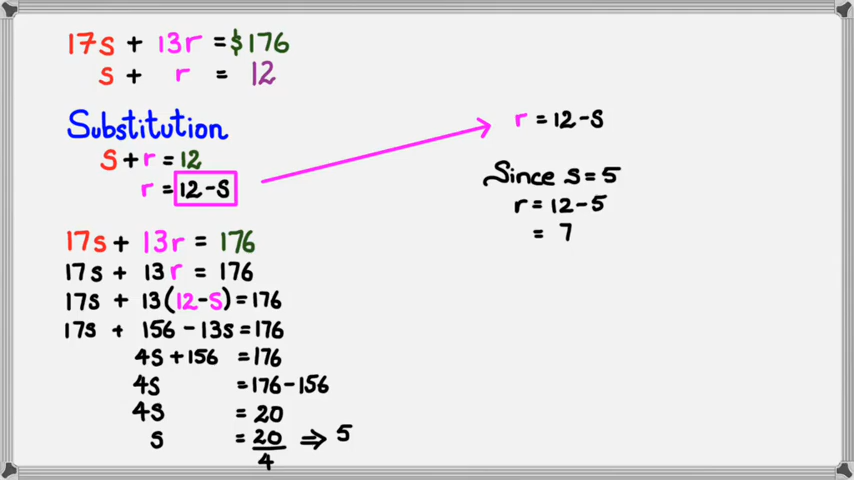 17s + 13r = $176
s + r = 12
Substitution
s + r = 12
r = 12 - s
17s + 13r = 176
17s + 13r = 176
17s + 13(12 - s) = 176
17s + 156 - 13s = 176
4s + 156 = 176
4s = 176 - 156
4s = 20
s = 20/4 ⇒ 5
r = 12 - s
Since s = 5
r = 12 - 5
= 7